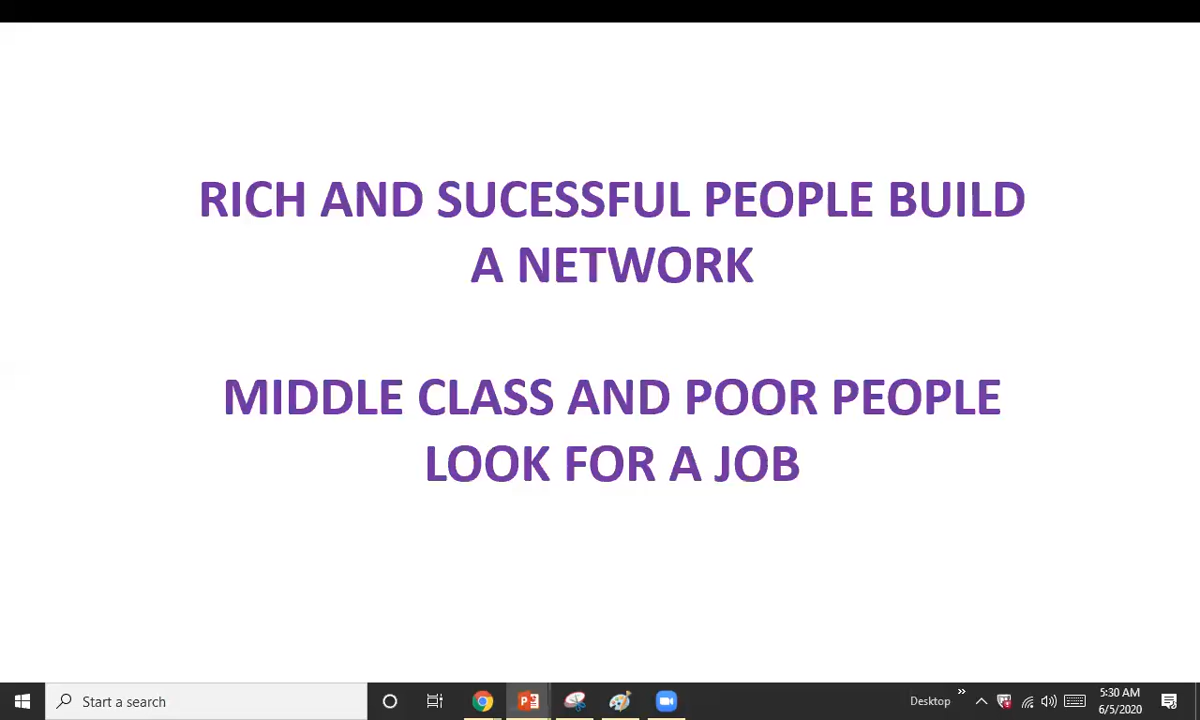 RICH AND SUCESSFUL PEOPLE BUILD
A NETWORK
MIDDLE CLASS AND POOR PEOPLE
LOOK FOR A JOB
Start a search
Desktop
5:30 AM
6/5/2020